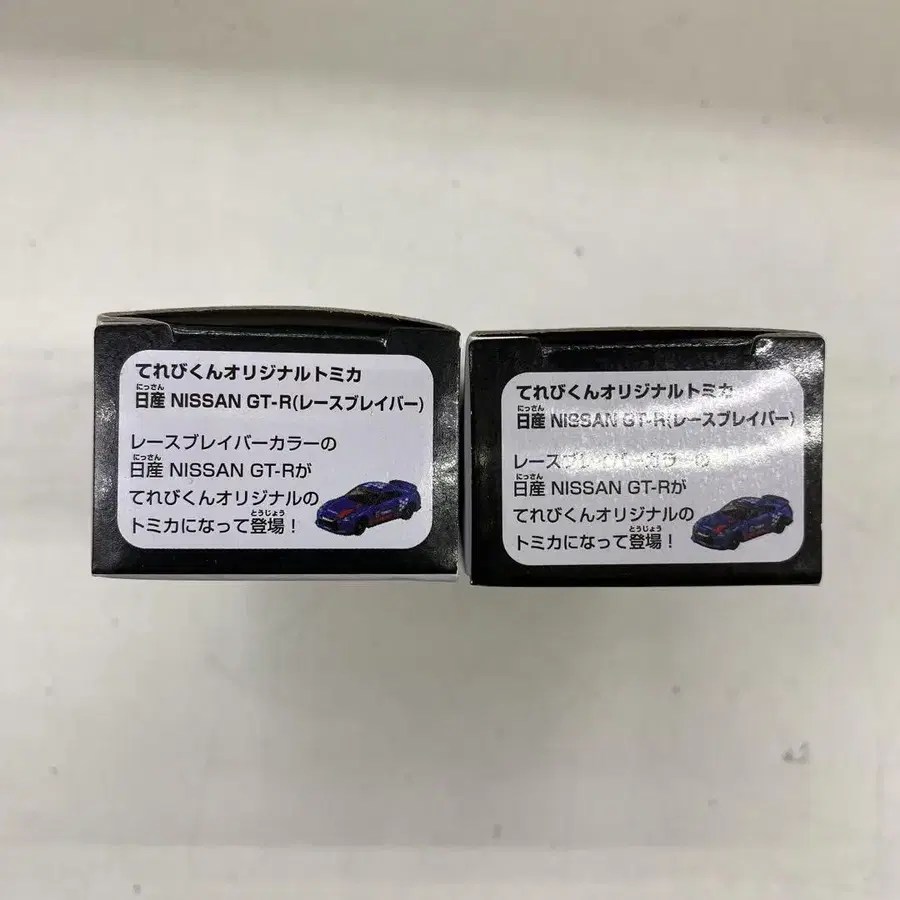 てれびくんオリジナルトミカ
にっさん
日産 NISSAN GT-R(レースブレイバー)
レースブレイバーカラーの
にっさん
日産 NISSAN GT-Rが
てれびくんオリジナルの
とうじょう
トミカになって登場！
てれびくんオリジナルトミカ
にっさん
日産 NISSAN GT-R(レースブレイバー)
レースブレイバーカラーの
にっさん
日産 NISSAN GT-Rが
てれびくんオリジナルの
とうじょう
トミカになって登場！